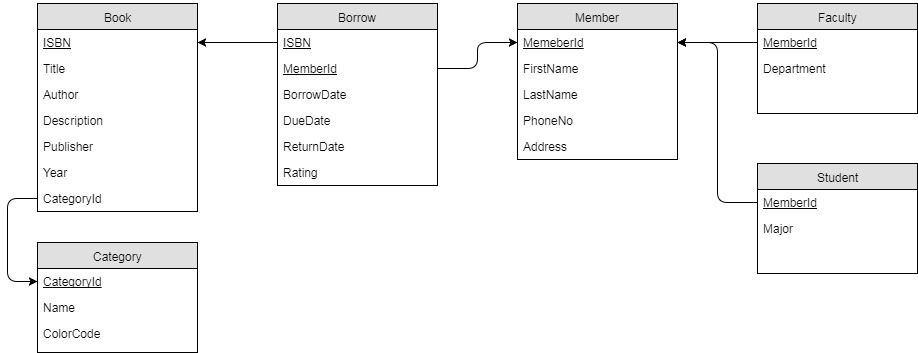 Book
ISBN
Title
Author
Description
Publisher
Year
CategoryId
Borrow
ISBN
MemberId
BorrowDate
DueDate
ReturnDate
Rating
Member
MemeberId
FirstName
LastName
PhoneNo
Address
Faculty
MemberId
Department
Student
MemberId
Major
Category
CategoryId
Name
ColorCode